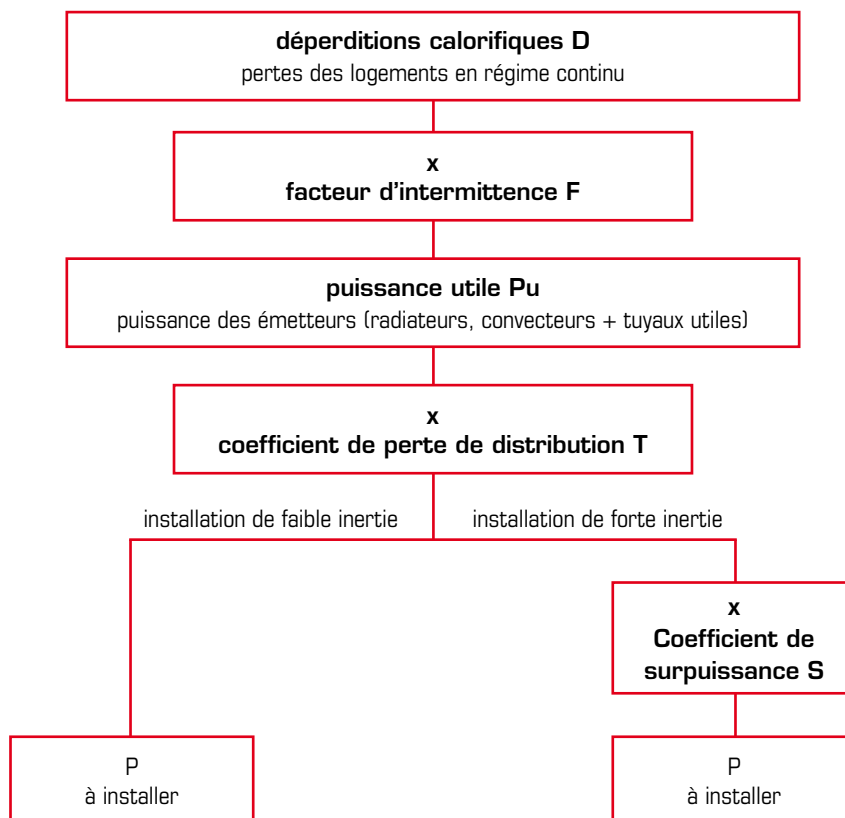 déperditions calorifiques D
pertes des logements en régime continu
x
facteur d'intermittence F
puissance utile Pu
puissance des émetteurs (radiateurs, convecteurs + tuyaux utiles)
x
coefficient de perte de distribution T
installation de faible inertie
installation de forte inertie
x
Coefficient de
surpuissance S
P
à installer
P
à installer